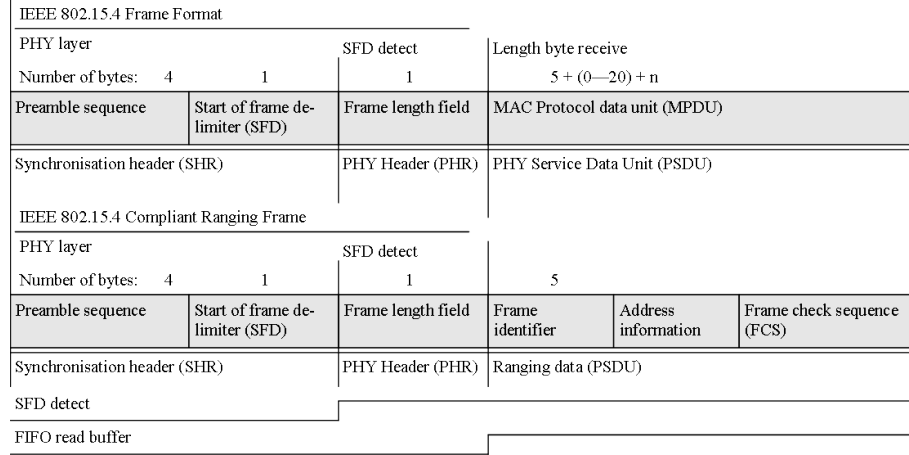 IEEE 802.15.4 Frame Format
PHY layer SFD detect Length byte receive
Number of bytes: 4 1 1 5 + (0—20) + n
Preamble sequence Start of frame de- Frame length field MAC Protocol data unit (MPDU)
limiter (SFD)
Synchronisation header (SHR) PHY Header (PHR) PHY Service Data Unit (PSDU)
IEEE 802.15.4 Compliant Ranging Frame
PHY layer SFD detect
Number of bytes: 4 1 1 5
Preamble sequence Start of frame de- Frame length field Frame Address Frame check sequence
limiter (SFD) identifier information (FCS)
Synchronisation header (SHR) PHY Header (PHR) Ranging data (PSDU)
SFD detect
FIFO read buffer